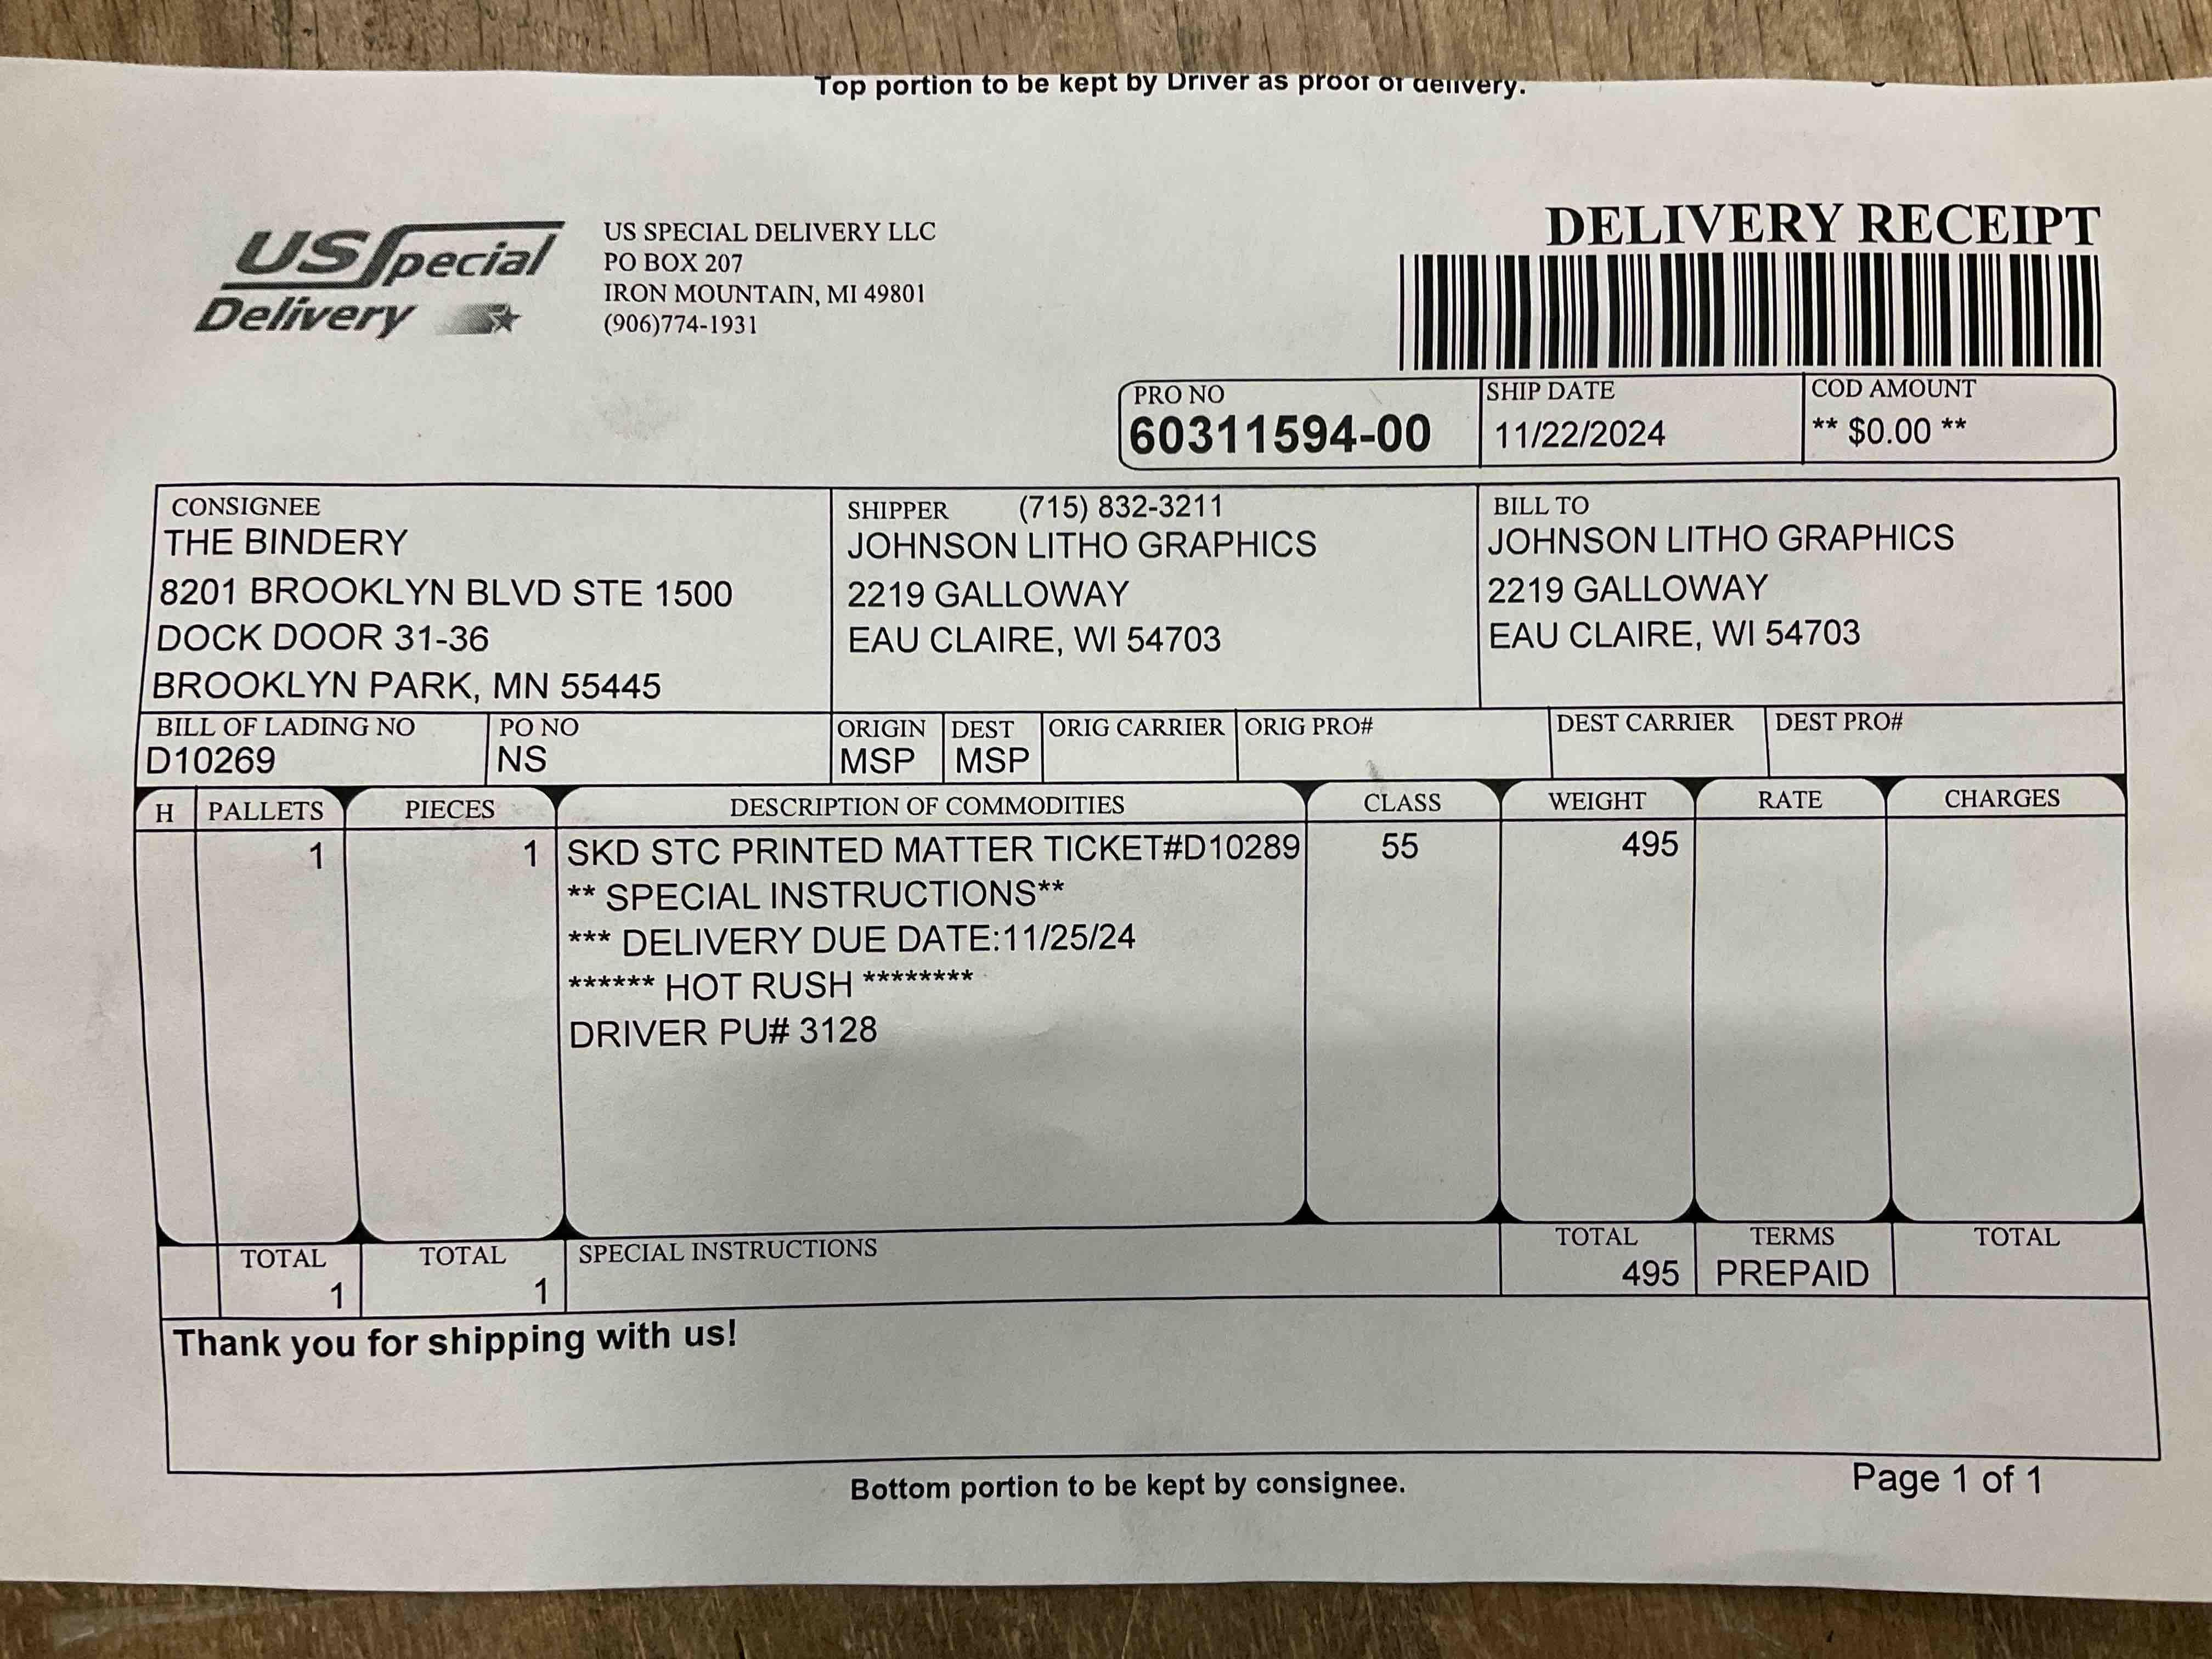 Top portion to be kept by Driver as proof of delivery.
US Special
Delivery
US SPECIAL DELIVERY LLC
PO BOX 207
IRON MOUNTAIN, MI 49801
(906)774-1931
DELIVERY RECEIPT
PRO NO
60311594-00
SHIP DATE
11/22/2024
COD AMOUNT
** $0.00 **
CONSIGNEE
THE BINDERY
8201 BROOKLYN BLVD STE 1500
DOCK DOOR 31-36
BROOKLYN PARK, MN 55445
SHIPPER (715) 832-3211
JOHNSON LITHO GRAPHICS
2219 GALLOWAY
EAU CLAIRE, WI 54703
BILL TO
JOHNSON LITHO GRAPHICS
2219 GALLOWAY
EAU CLAIRE, WI 54703
BILL OF LADING NO
D10269
PO NO
NS
ORIGIN
MSP
DEST
MSP
ORIG CARRIER
ORIG PRO#
DEST CARRIER
DEST PRO#
H PALLETS PIECES DESCRIPTION OF COMMODITIES CLASS WEIGHT RATE CHARGES
1 1 SKD STC PRINTED MATTER TICKET#D10289 55 495
** SPECIAL INSTRUCTIONS**
*** DELIVERY DUE DATE:11/25/24
****** HOT RUSH ********
DRIVER PU# 3128
TOTAL
1
TOTAL
1
SPECIAL INSTRUCTIONS
TOTAL
495
TERMS
PREPAID
TOTAL
Thank you for shipping with us!
Bottom portion to be kept by consignee.
Page 1 of 1